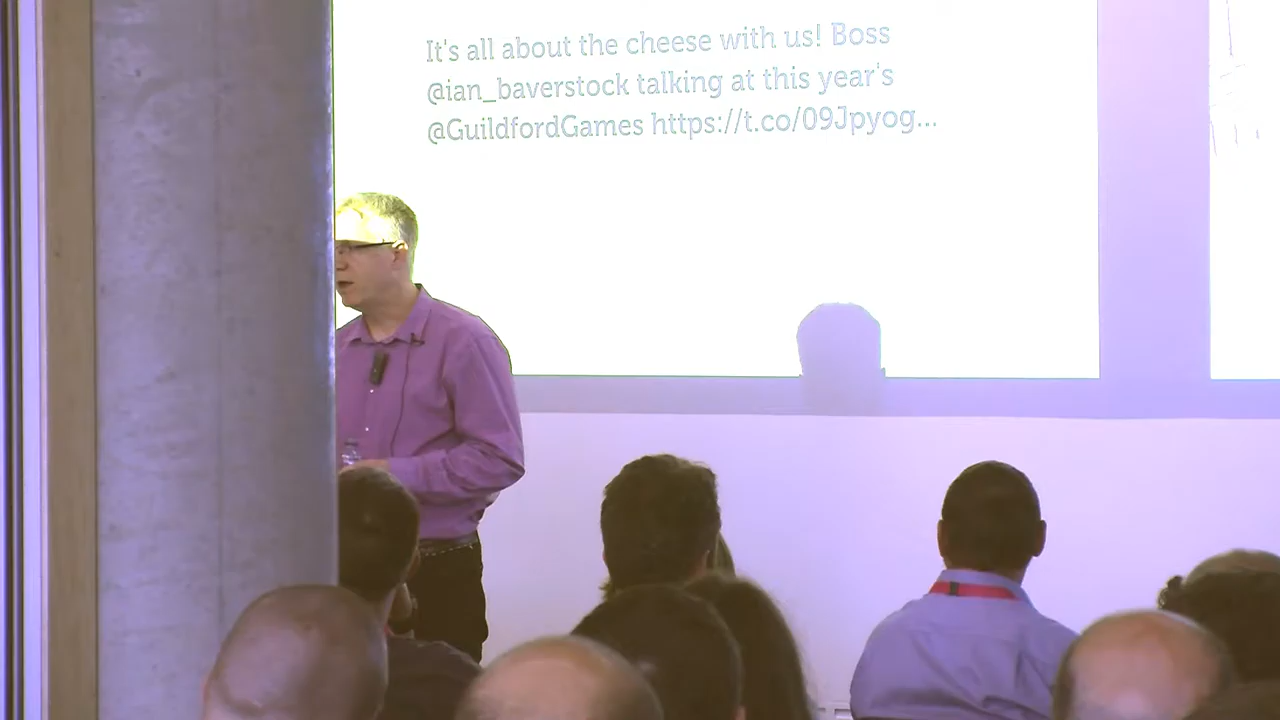 It's all about the cheese with us! Boss
@ian_baverstock talking at this year's
@GuildfordGames https://t.co/09Jpyog...